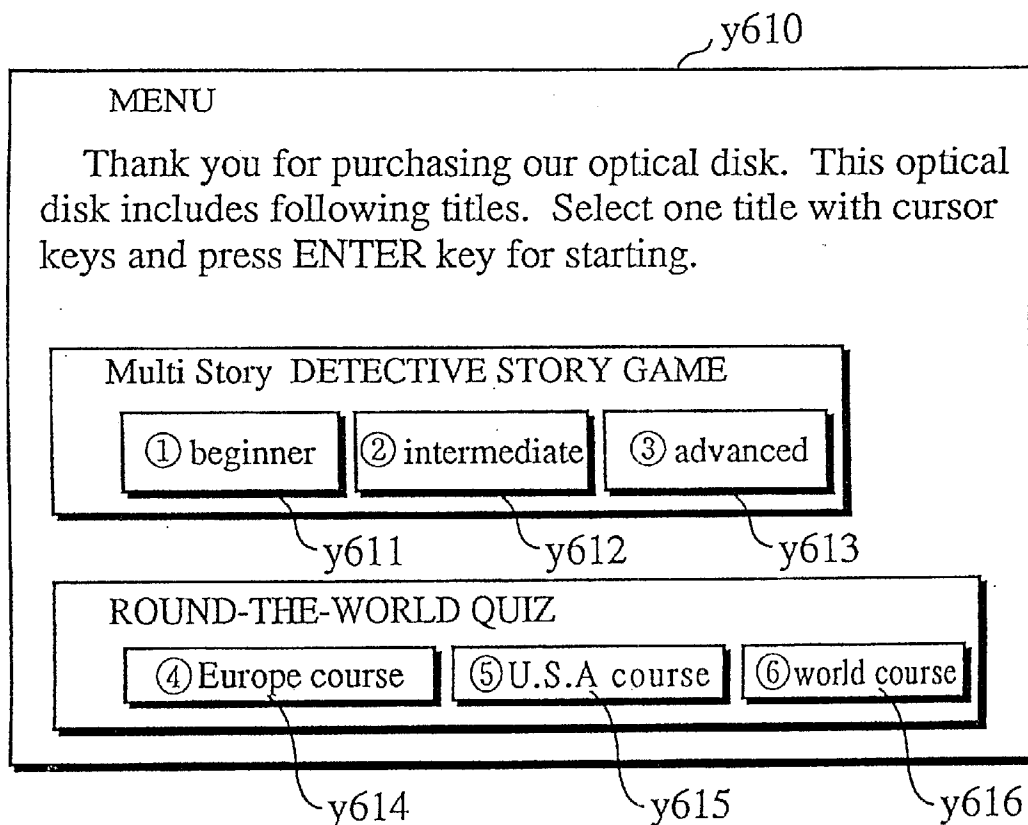 y610
MENU
Thank you for purchasing our optical disk. This optical
disk includes following titles. Select one title with cursor
keys and press ENTER key for starting.
Multi Story DETECTIVE STORY GAME
① beginner ② intermediate ③ advanced
y611 y612 y613
ROUND-THE-WORLD QUIZ
④ Europe course ⑤ U.S.A course ⑥ world course
y614 y615 y616